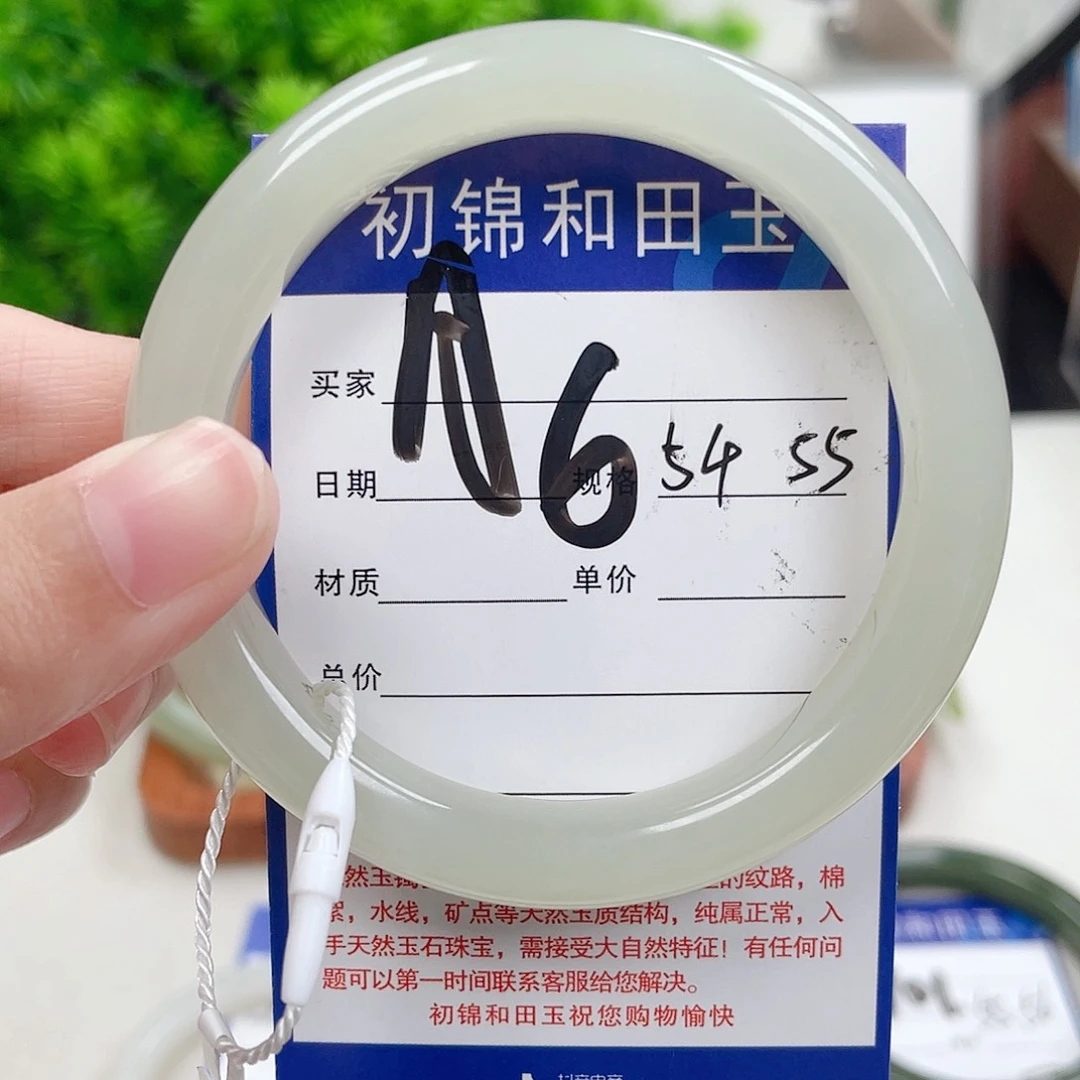 初锦和田玉
A6
买家
日期 规格 54 55
材质 单价
总价
的纹路，棉
絮，水线，矿点等天然玉质结构，纯属正常，入
手天然玉石珠宝，需接受大自然特征！有任何问
题可以第一时间联系客服给您解决。
初锦和田玉祝您购物愉快